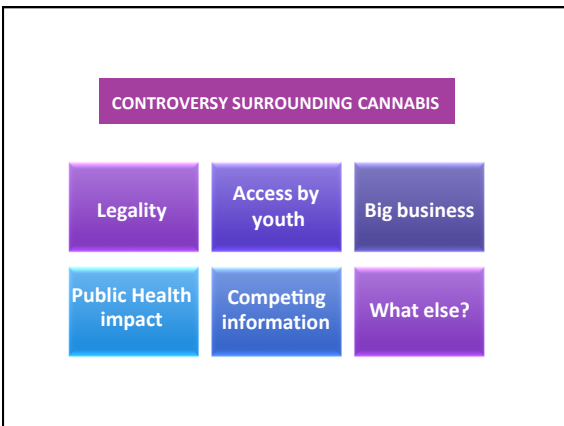 CONTROVERSY SURROUNDING CANNABIS
Legality
Access by
youth
Big business
Public Health
impact
Competing
information
What else?